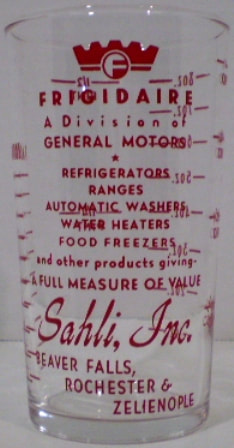 F
FRIGIDAIRE
A Division of
GENERAL MOTORS
★
REFRIGERATORS
RANGES
AUTOMATIC WASHERS
WATER HEATERS
FOOD FREEZERS
and other products giving-
A FULL MEASURE OF VALUE
Sahli, Inc.
BEAVER FALLS,
ROCHESTER &
ZELIENOPLE